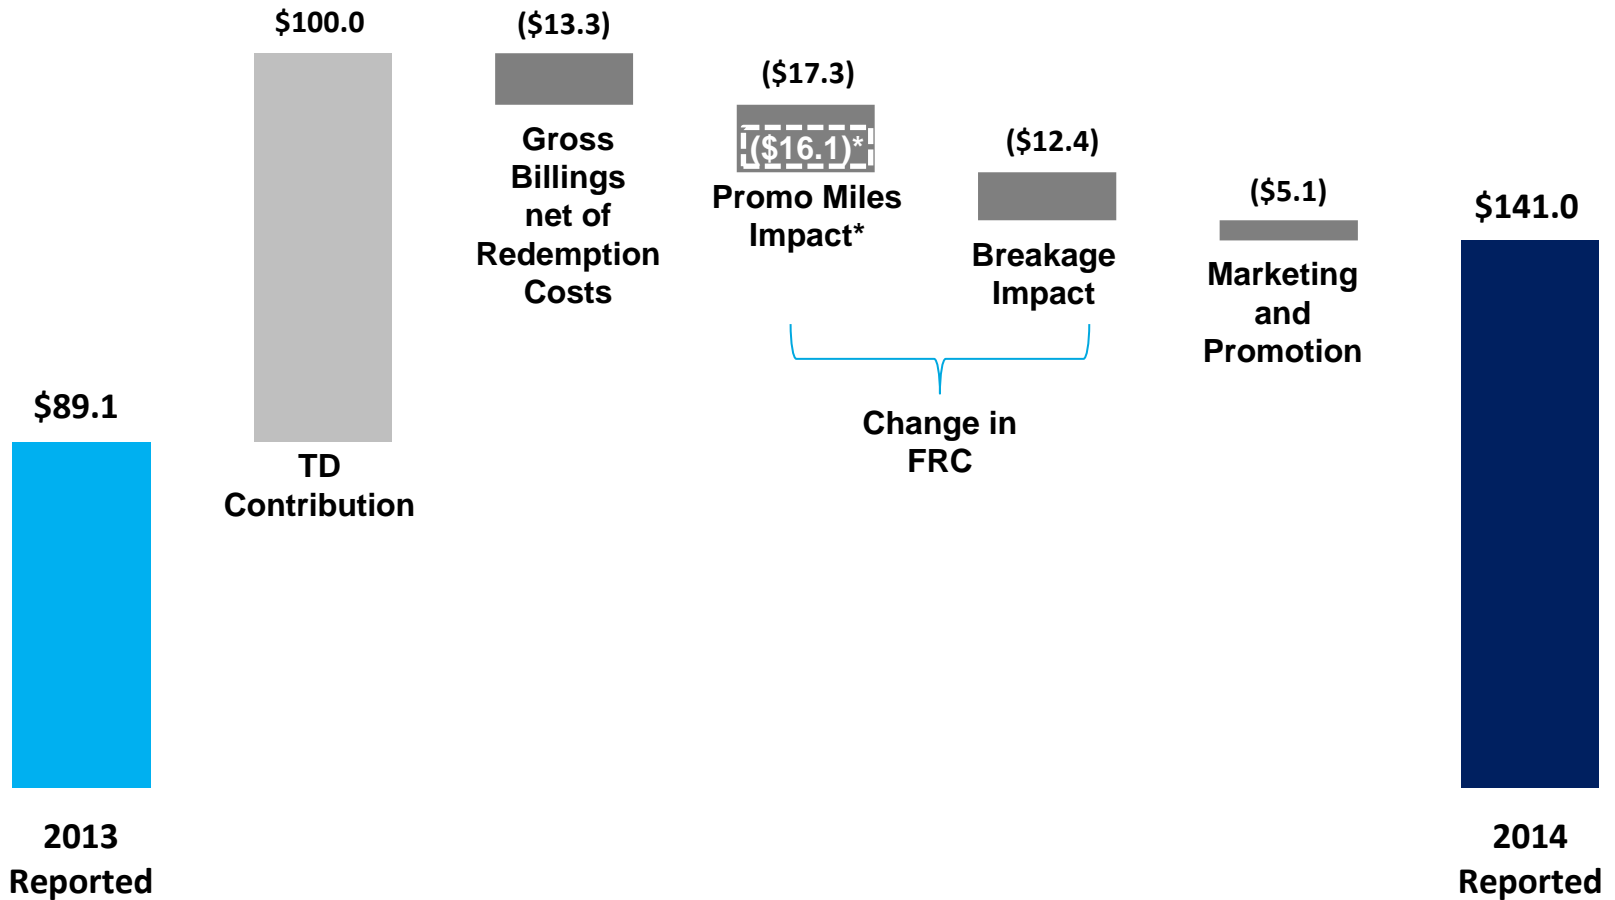 $100.0
($13.3)
($17.3)
($16.1)*
($12.4)
($5.1)
$141.0
$89.1
Gross
Billings
net of
Redemption
Costs
Promo Miles
Impact*
Breakage
Impact
Marketing
and
Promotion
Change in
FRC
TD
Contribution
2013
Reported
2014
Reported